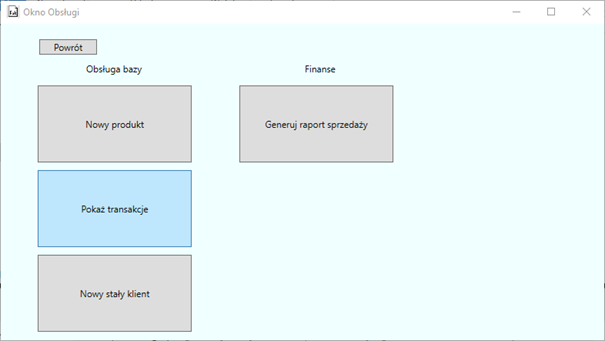 Okno Obsługi
Powrót
Obsługa bazy
Finanse
Nowy produkt
Generuj raport sprzedaży
Pokaż transakcje
Nowy stały klient